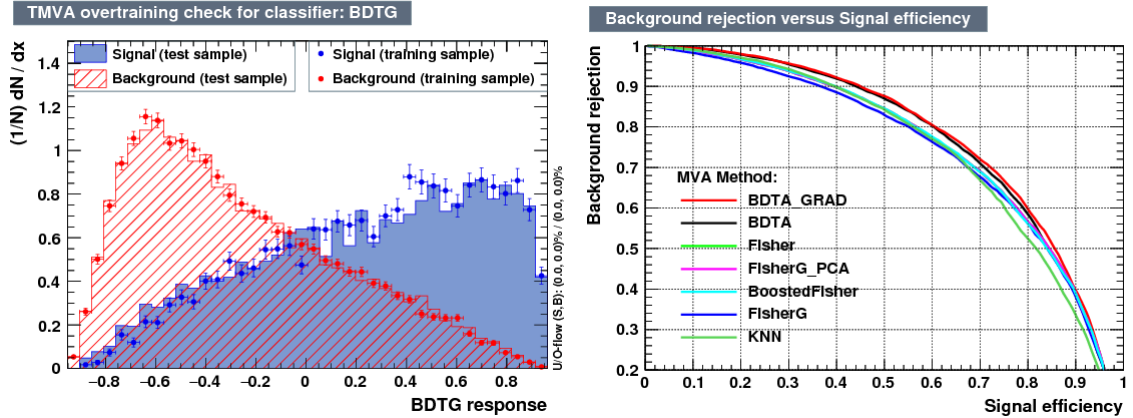 TMVA overtraining check for classifier: BDTG
Signal (test sample)
Background (test sample)
Signal (training sample)
Background (training sample)
(1/N) dN / dx
1.4
1.2
1
0.8
0.6
0.4
0.2
0
−0.8 −0.6 −0.4 −0.2 0 0.2 0.4 0.6 0.8
BDTG response
U/O-flow (S,B): (0.0, 0.0)% / (0.0, 0.0)%
Background rejection versus Signal efficiency
Background rejection
1
0.9
0.8
0.7
0.6
0.5
0.4
0.3
0.2
MVA Method:
BDTA_GRAD
BDTA
Fisher
FisherG_PCA
BoostedFisher
FisherG
KNN
0 0.1 0.2 0.3 0.4 0.5 0.6 0.7 0.8 0.9 1
Signal efficiency